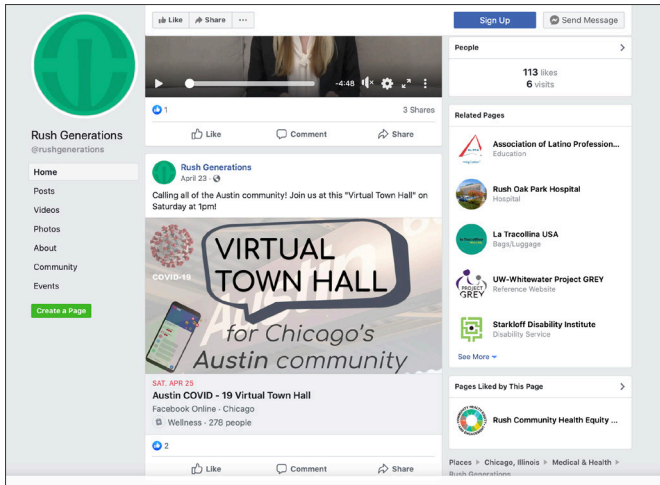 Like
Share
...
Sign Up
Send Message
-4:48
1
3 Shares
Like
Comment
Share
Rush Generations
@rushgenerations
Home
Posts
Videos
Photos
About
Community
Events
Create a Page
Rush Generations
April 23 ·
Calling all of the Austin community! Join us at this "Virtual Town Hall" on
Saturday at 1pm!
COVID-19
VIRTUAL
TOWN HALL
for Chicago's
Austin community
SAT. APR 25
Austin COVID - 19 Virtual Town Hall
Facebook Online · Chicago
Wellness · 278 people
2
Like
Comment
Share
People
113 likes
6 visits
Related Pages
Association of Latino Profession...
Education
Rush Oak Park Hospital
Hospital
La Tracollina USA
Bags/Luggage
PROJECT
GREY
UW-Whitewater Project GREY
Reference Website
Starkloff Disability Institute
Disability Service
See More
Pages Liked by This Page
Rush Community Health Equity ...
Places
Chicago, Illinois
Medical & Health
Rush Generations